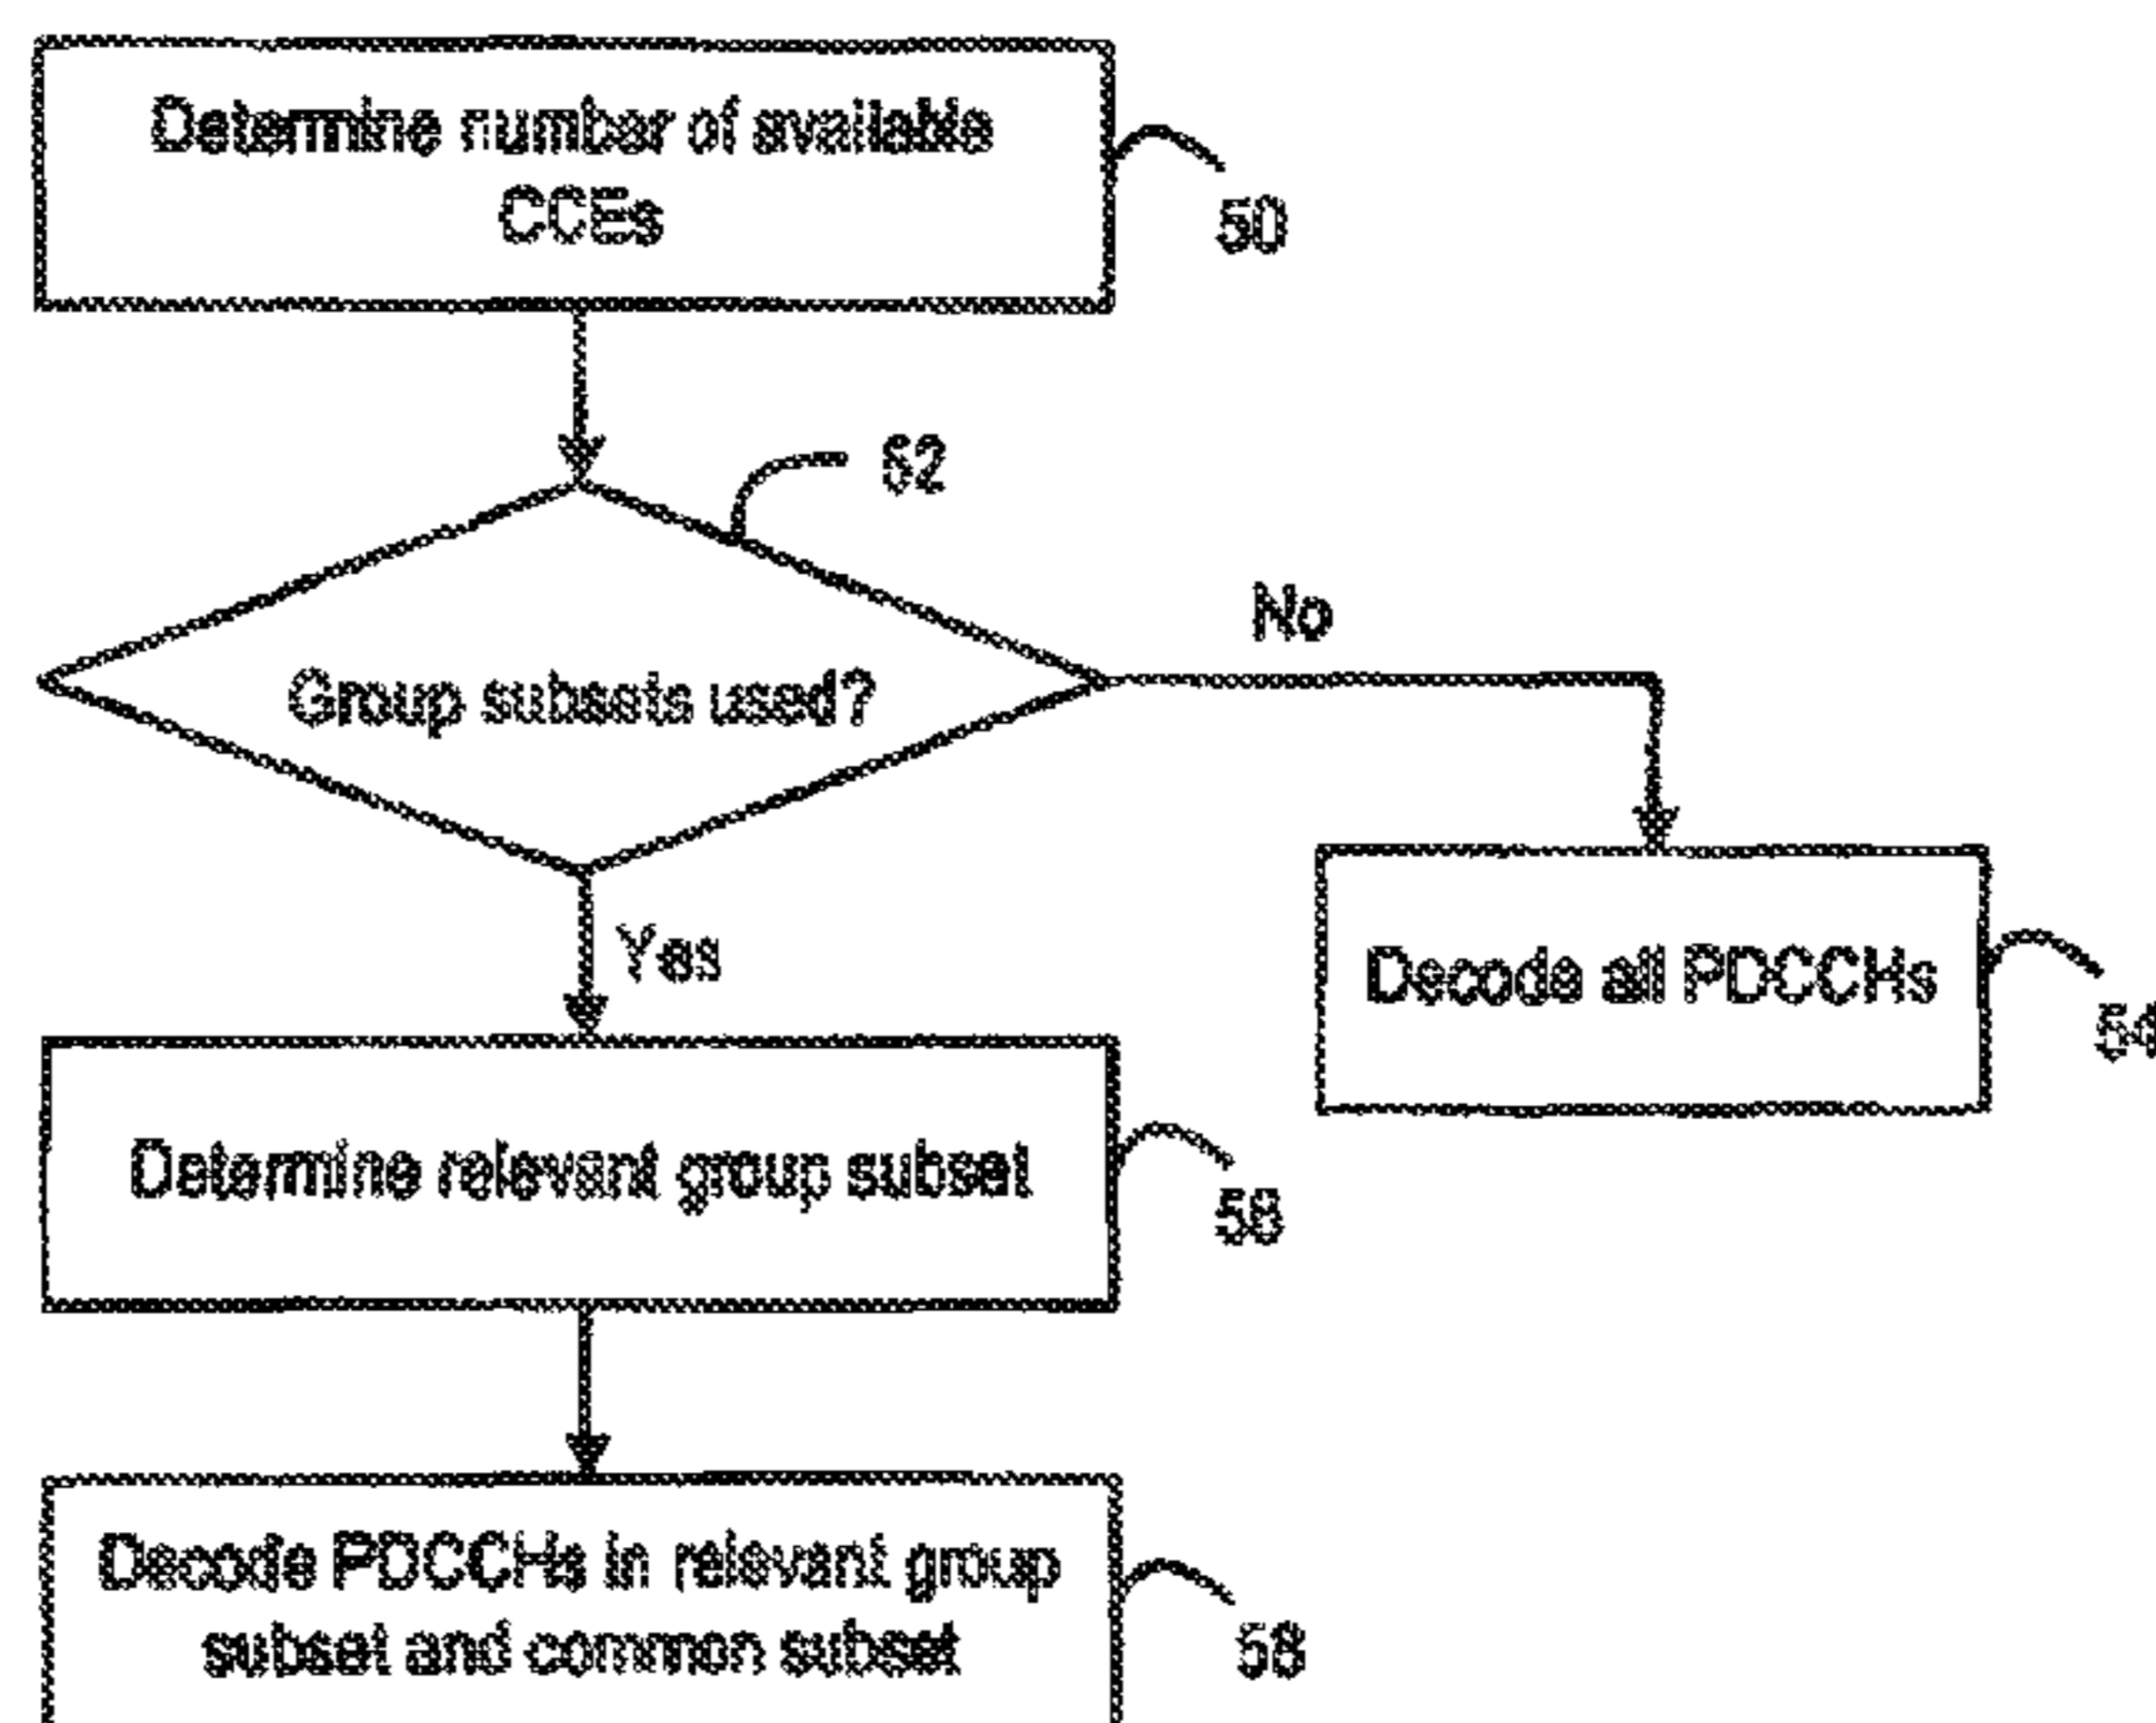 Determine number of available
CCEs
50
52
No
Group subsets used?
Yes
Decode all PDCCHs
54
Determine relevant group subset
Decode PDCCHs in relevant group
subset and common subset
58